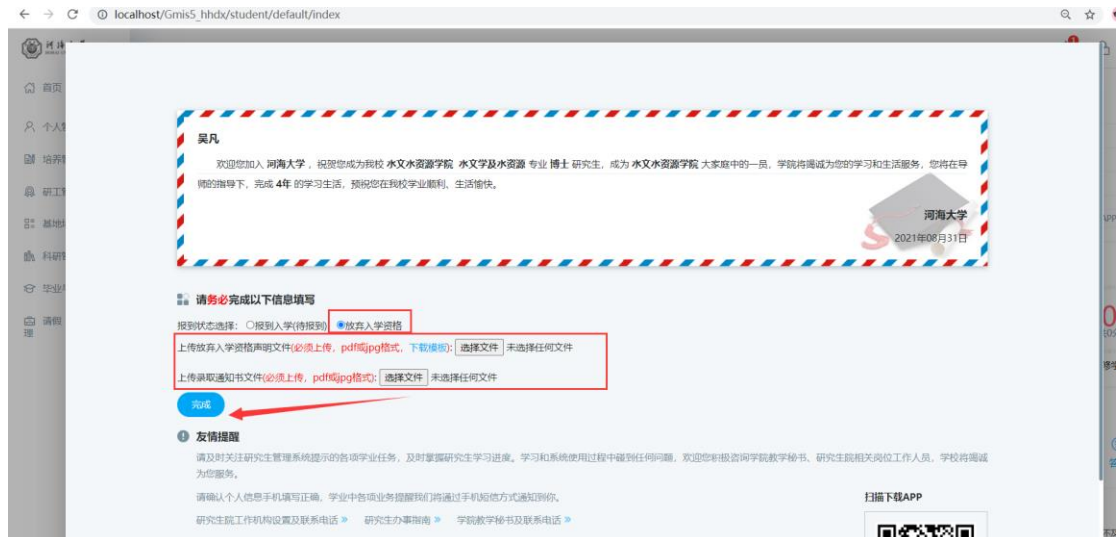 localhost/Gmis5_hhdx/student/default/index
首页
吴凡
欢迎您加入 河海大学 ，祝贺您成为我校 水文水资源学院 水文学及水资源 专业 博士 研究生，成为 水文水资源学院 大家庭中的一员，学院将竭诚为您的学习和生活服务，您将在导
师的指导下，完成 4年 的学习生活，预祝您在我校学业顺利、生活愉快。
河海大学
2021年08月31日
请务必完成以下信息填写
报到状态选择： 报到入学(待报到) 放弃入学资格
上传放弃入学资格声明文件(必须上传，pdf或jpg格式，下载模板): 选择文件 未选择任何文件
上传录取通知书文件(必须上传，pdf或jpg格式): 选择文件 未选择任何文件
完成
友情提醒
请及时关注研究生管理系统提示的各项学业任务，及时掌握研究生学习进度。学习和系统使用过程中碰到任何问题，欢迎您积极咨询学院教学秘书、研究生院相关岗位工作人员，学校将竭诚
为您服务。
请确认个人信息手机填写正确，学业中各项业务提醒我们将通过手机短信方式通知到你。
扫描下载APP
研究生院工作机构设置及联系电话 » 研究生办事指南 » 学院教学秘书及联系电话 »
个人
培养
研工
基地
科研
毕业
请假
理